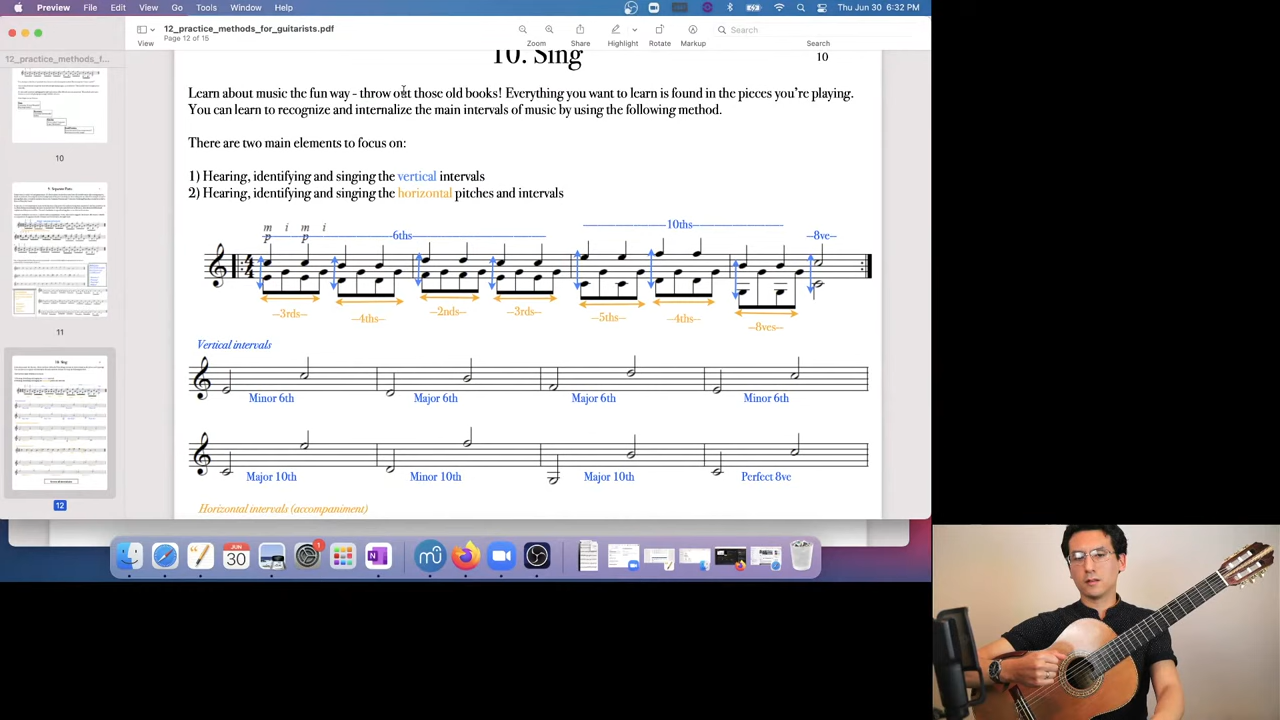 Preview File Edit View Go Tools Window Help Thu Jun 30 6:32 PM
12_practice_methods_for_guitarists.pdf
Page 12 of 15
View Zoom Share Highlight Rotate Markup Search
Search
12_practice_methods_f...
10
11
12
10. Sing
10
Learn about music the fun way - throw out those old books! Everything you want to learn is found in the pieces you're playing.
You can learn to recognize and internalize the main intervals of music by using the following method.
There are two main elements to focus on:
1) Hearing, identifying and singing the vertical intervals
2) Hearing, identifying and singing the horizontal pitches and intervals
m i m i
p p
6ths
10ths
8ve
3rds
4ths
2nds
3rds
5ths
4ths
8ves
Vertical intervals
Minor 6th Major 6th Major 6th Minor 6th
Major 10th Minor 10th Major 10th Perfect 8ve
Horizontal intervals (accompaniment)
JUN
30
1